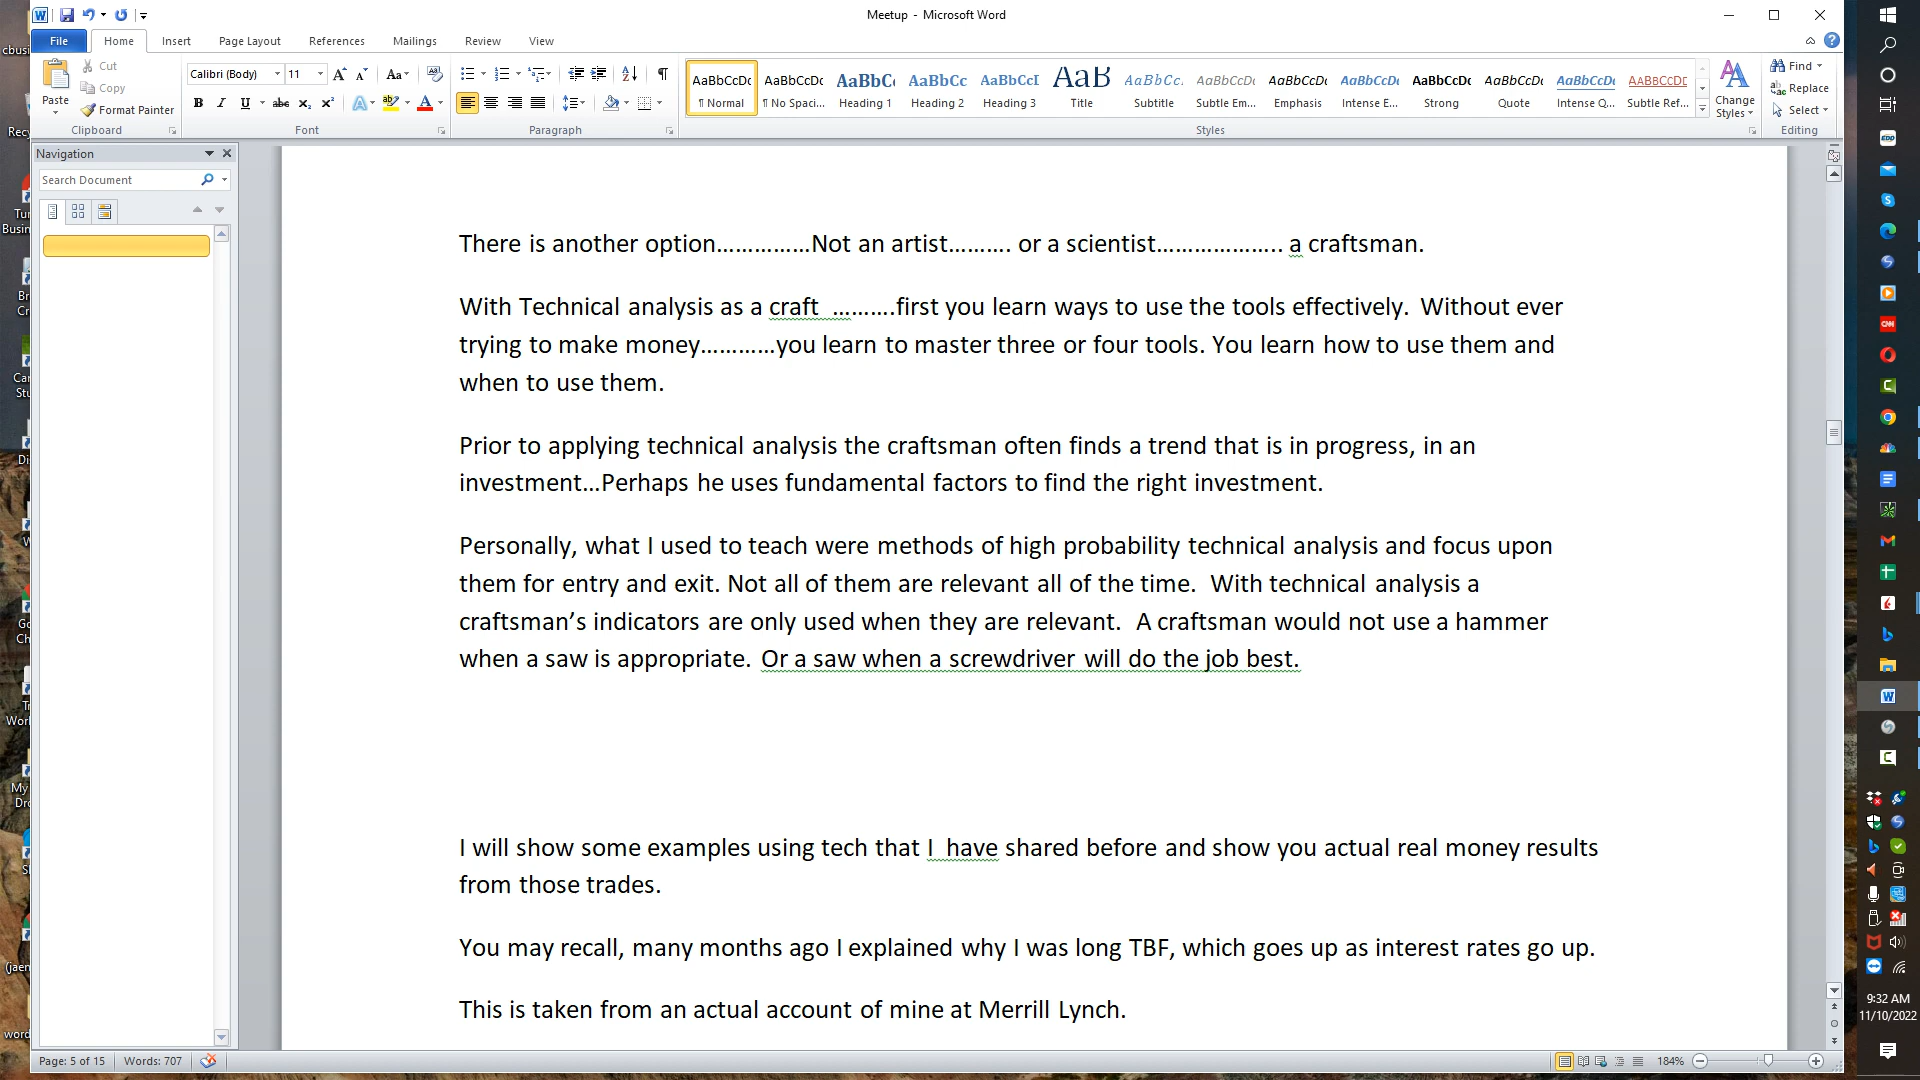 Meetup - Microsoft Word
File Home Insert Page Layout References Mailings Review View
Paste
Cut
Copy
Format Painter
Clipboard
Calibri (Body) 11
Font
Paragraph
AaBbCcDc AaBbCcDc AaBbC AaBbCc AaBbCcI AaB AaBbCc. AaBbCcDc AaBbCcDc AaBbCcDc AaBbCcDc AaBbCcDc AaBbCcDc AABBCCDE
¶ Normal ¶ No Spaci... Heading 1 Heading 2 Heading 3 Title Subtitle Subtle Em... Emphasis Intense E... Strong Quote Intense Q... Subtle Ref...
Styles
Change Styles
Find
Replace
Select
Editing
Navigation
Search Document
There is another option……………Not an artist………. or a scientist……………….. a craftsman.
With Technical analysis as a craft ……….first you learn ways to use the tools effectively. Without ever
trying to make money…………you learn to master three or four tools. You learn how to use them and
when to use them.
Prior to applying technical analysis the craftsman often finds a trend that is in progress, in an
investment…Perhaps he uses fundamental factors to find the right investment.
Personally, what I used to teach were methods of high probability technical analysis and focus upon
them for entry and exit. Not all of them are relevant all of the time. With technical analysis a
craftsman’s indicators are only used when they are relevant. A craftsman would not use a hammer
when a saw is appropriate. Or a saw when a screwdriver will do the job best.
I will show some examples using tech that I have shared before and show you actual real money results
from those trades.
You may recall, many months ago I explained why I was long TBF, which goes up as interest rates go up.
This is taken from an actual account of mine at Merrill Lynch.
Page: 5 of 15 Words: 707
184%
9:32 AM
11/10/2022